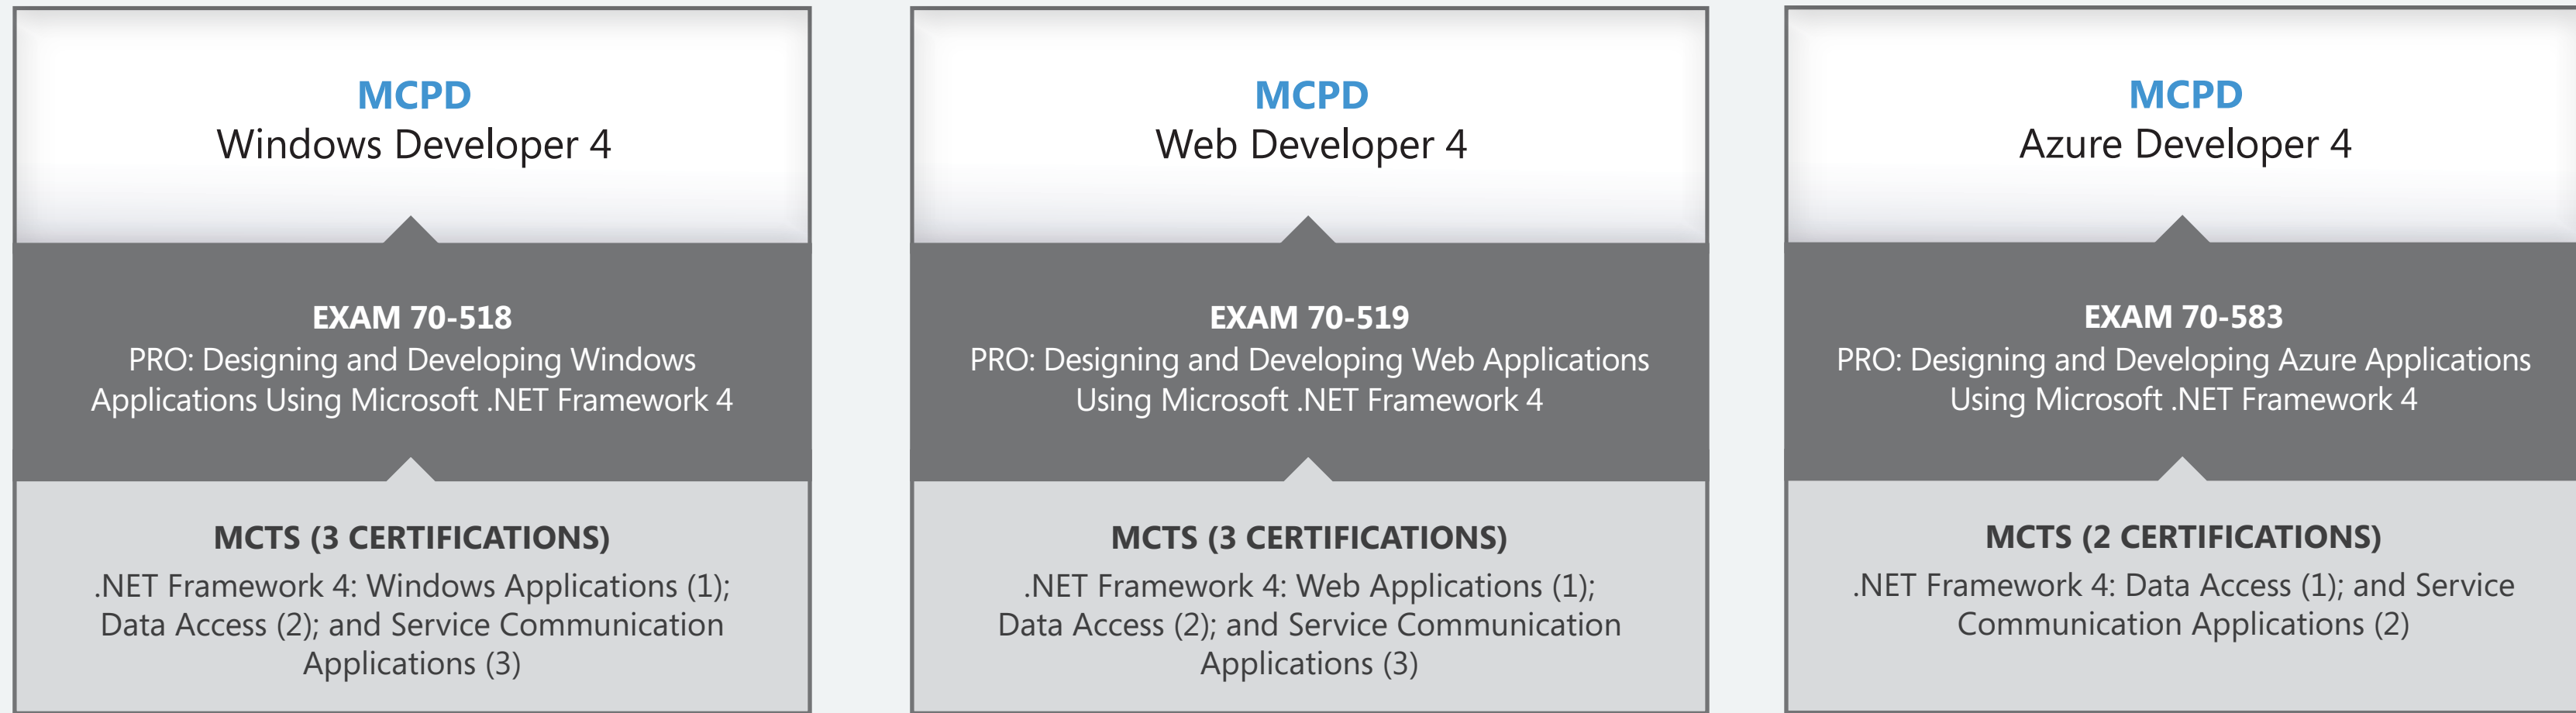 MCPD
Windows Developer 4
EXAM 70-518
PRO: Designing and Developing Windows
Applications Using Microsoft .NET Framework 4
MCTS (3 CERTIFICATIONS)
.NET Framework 4: Windows Applications (1);
Data Access (2); and Service Communication
Applications (3)
MCPD
Web Developer 4
EXAM 70-519
PRO: Designing and Developing Web Applications
Using Microsoft .NET Framework 4
MCTS (3 CERTIFICATIONS)
.NET Framework 4: Web Applications (1);
Data Access (2); and Service Communication
Applications (3)
MCPD
Azure Developer 4
EXAM 70-583
PRO: Designing and Developing Azure Applications
Using Microsoft .NET Framework 4
MCTS (2 CERTIFICATIONS)
.NET Framework 4: Data Access (1); and Service
Communication Applications (2)